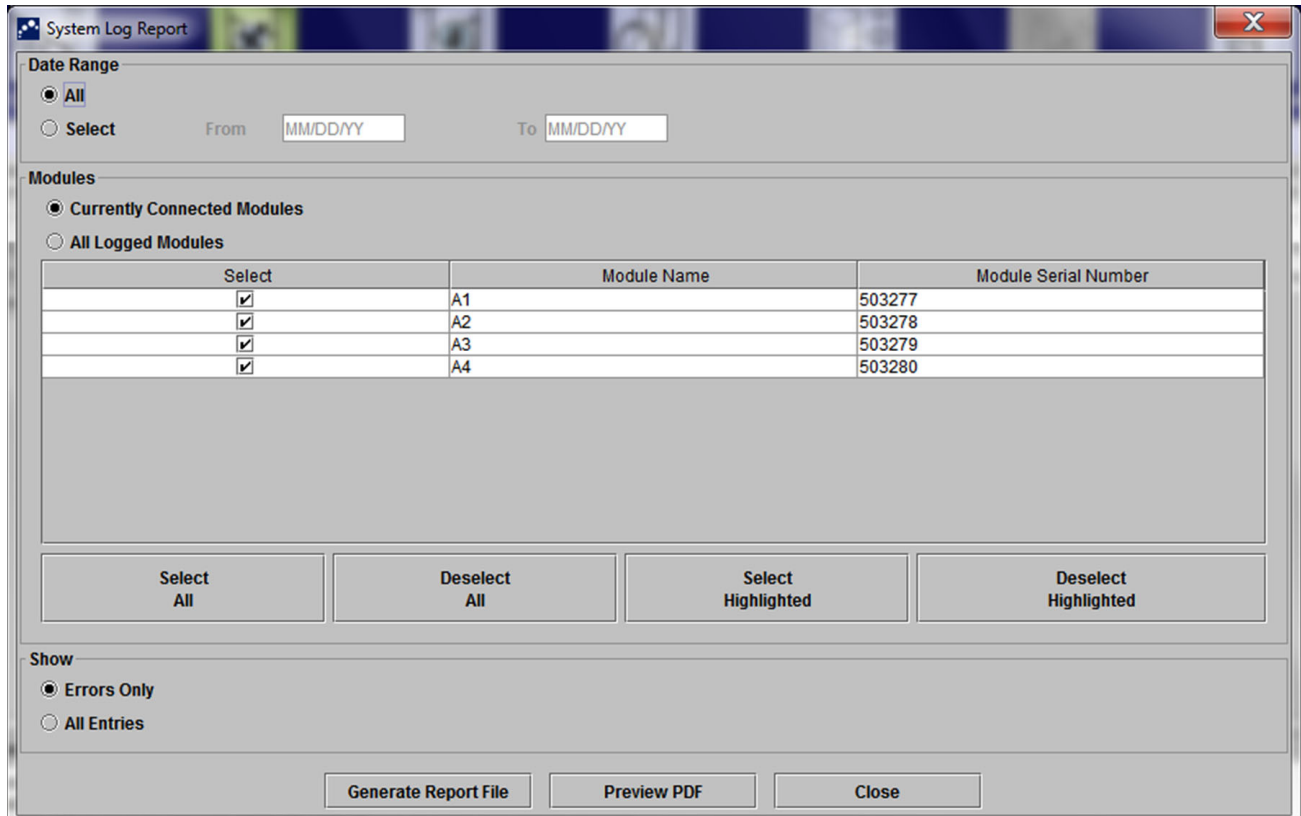 System Log Report
Date Range
All
Select From MM/DD/YY To MM/DD/YY
Modules
Currently Connected Modules
All Logged Modules
Select Module Name Module Serial Number
A1 503277
A2 503278
A3 503279
A4 503280
Select All
Deselect All
Select Highlighted
Deselect Highlighted
Show
Errors Only
All Entries
Generate Report File Preview PDF Close